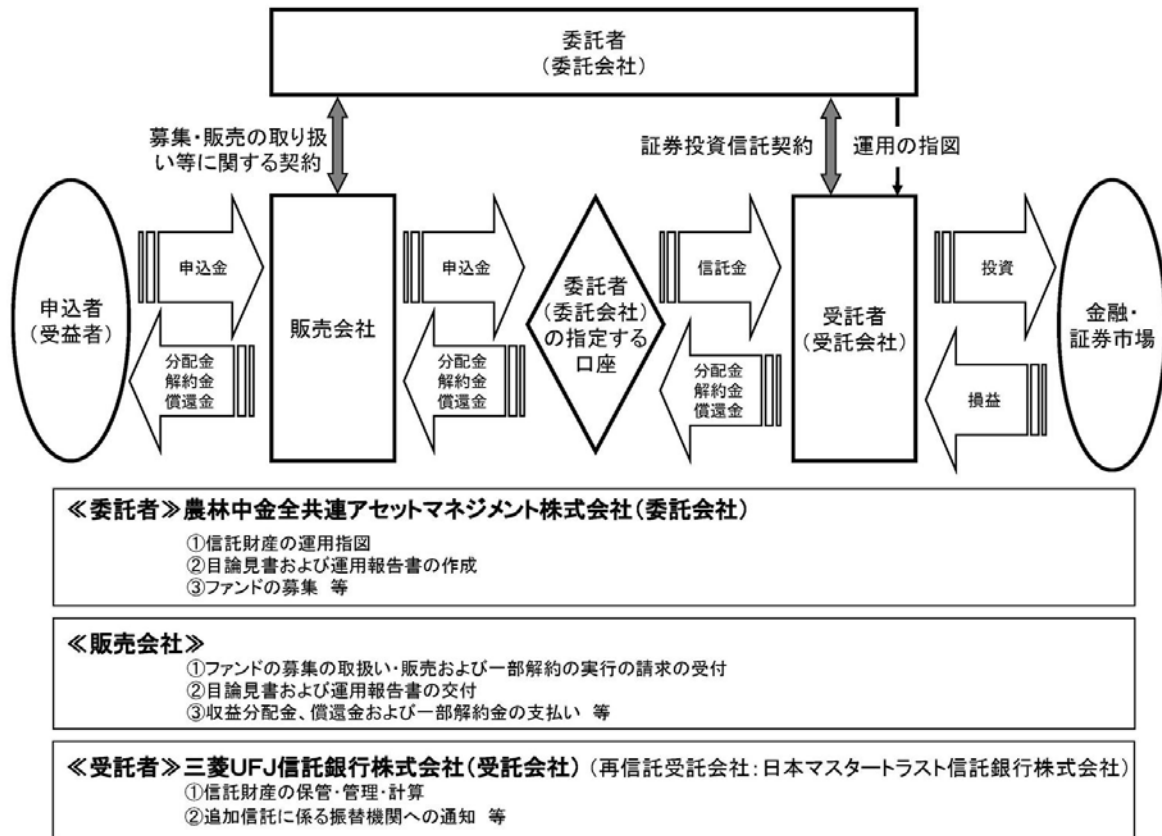 委託者
（委託会社）
募集・販売の取り扱
い等に関する契約
証券投資信託契約
運用の指図
申込者
（受益者）
申込金
分配金
解約金
償還金
販売会社
申込金
分配金
解約金
償還金
委託者
（委託会社）
の指定する
口座
信託金
分配金
解約金
償還金
受託者
（受託会社）
投資
損益
金融・
証券市場
≪委託者≫農林中金全共連アセットマネジメント株式会社（委託会社）
①信託財産の運用指図
②目論見書および運用報告書の作成
③ファンドの募集 等
≪販売会社≫
①ファンドの募集の取扱い・販売および一部解約の実行の請求の受付
②目論見書および運用報告書の交付
③収益分配金、償還金および一部解約金の支払い 等
≪受託者≫三菱UFJ信託銀行株式会社（受託会社）（再信託受託会社：日本マスタートラスト信託銀行株式会社）
①信託財産の保管・管理・計算
②追加信託に係る振替機関への通知 等